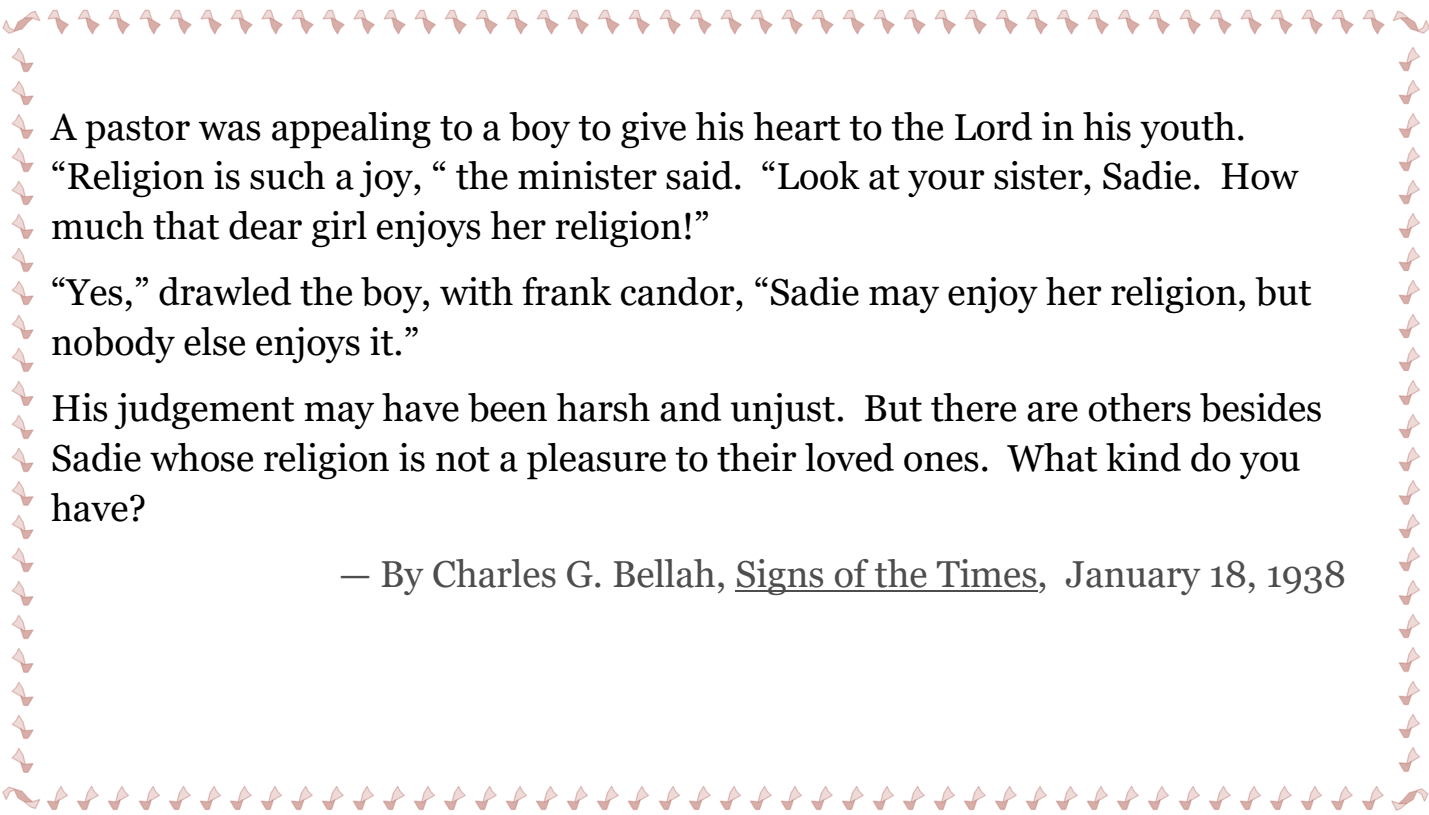 A pastor was appealing to a boy to give his heart to the Lord in his youth.
“Religion is such a joy, “ the minister said.  “Look at your sister, Sadie.  How
much that dear girl enjoys her religion!”
“Yes,” drawled the boy, with frank candor, “Sadie may enjoy her religion, but
nobody else enjoys it.”
His judgement may have been harsh and unjust.  But there are others besides
Sadie whose religion is not a pleasure to their loved ones.  What kind do you
have?
— By Charles G. Bellah, Signs of the Times,  January 18, 1938